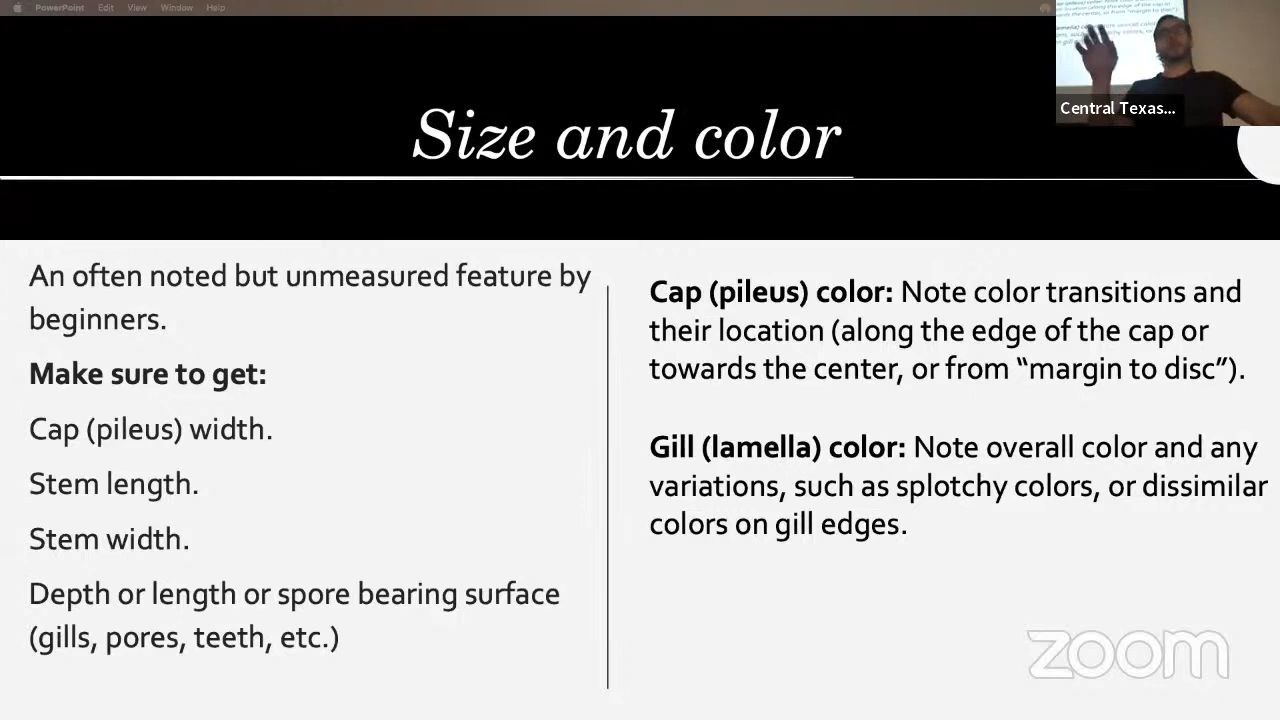 PowerPoint Edit View Window Help
Central Texas...
Size and color
An often noted but unmeasured feature by
beginners.
Make sure to get:
Cap (pileus) width.
Stem length.
Stem width.
Depth or length or spore bearing surface
(gills, pores, teeth, etc.)
Cap (pileus) color: Note color transitions and
their location (along the edge of the cap or
towards the center, or from “margin to disc”).
Gill (lamella) color: Note overall color and any
variations, such as splotchy colors, or dissimilar
colors on gill edges.
zoom